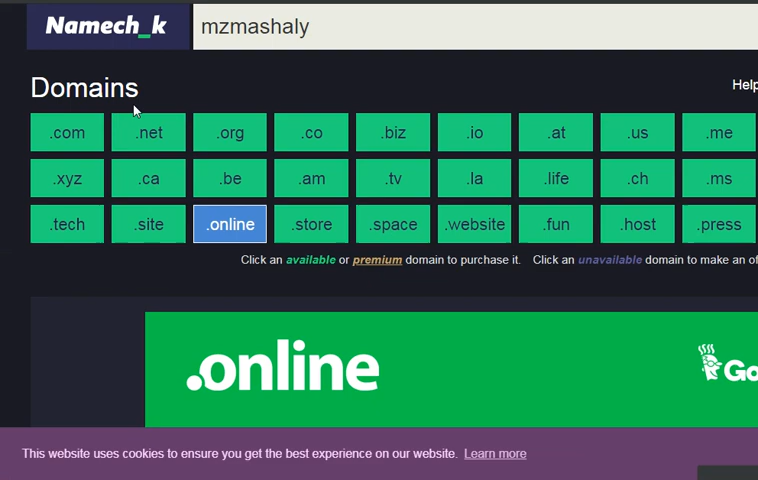 Namech_k mzmashaly
Domains
Help
.com .net .org .co .biz .io .at .us .me
.xyz .ca .be .am .tv .la .life .ch .ms
.tech .site .online .store .space .website .fun .host .press
Click an available or premium domain to purchase it. Click an unavailable domain to make an of
.online
Go
This website uses cookies to ensure you get the best experience on our website. Learn more